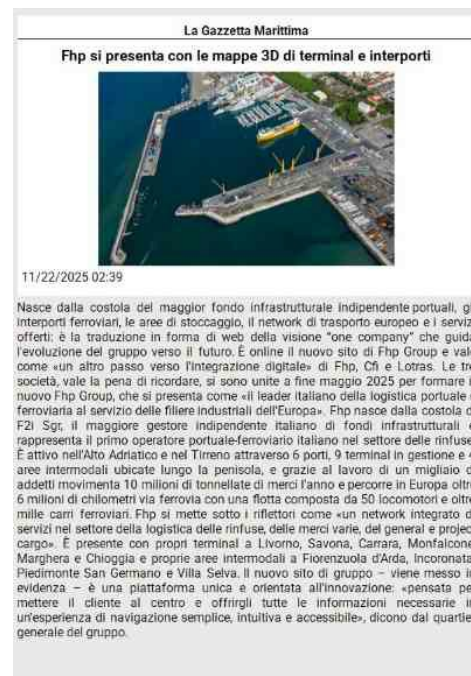 La Gazzetta Marittima
Fhp si presenta con le mappe 3D di terminal e interporti
11/22/2025 02:39
Nasce dalla costola del maggior fondo infrastrutturale indipendente portuali, g
interporti ferroviari, le aree di stoccaggio, il network di trasporto europeo e i serviz
offerti: è la traduzione in forma di web della visione "one company" che guida
l'evoluzione del gruppo verso il futuro. È online il nuovo sito di Fhp Group e val
come «un altro passo verso l'integrazione digitale» di Fhp, Cfi e Lotras. Le tre
società, vale la pena di ricordare, si sono unite a fine maggio 2025 per formare i
nuovo Fhp Group, che si presenta come «il leader italiano della logistica portuale
ferroviaria al servizio delle filiere industriali dell'Europa». Fhp nasce dalla costola d
F2i Sgr, il maggiore gestore indipendente italiano di fondi infrastrutturali e
rappresenta il primo operatore portuale-ferroviario italiano nel settore delle rinfuse
È attivo nell'Alto Adriatico e nel Tirreno attraverso 6 porti, 9 terminal in gestione e 4
aree intermodali ubicate lungo la penisola, e grazie al lavoro di un migliaio d
addetti movimenta 10 milioni di tonnellate di merci l'anno e percorre in Europa oltre
6 milioni di chilometri via ferrovia con una flotta composta da 50 locomotori e oltre
mille carri ferroviari. Fhp si mette sotto i riflettori come «un network integrato d
servizi nel settore della logistica delle rinfuse, delle merci varie, del general e projec
cargo». È presente con propri terminal a Livorno, Savona, Carrara, Monfalcone
Marghera e Chioggia e proprie aree intermodali a Fiorenzuola d'Arda, Incoronata
Piedimonte San Germano e Villa Selva. Il nuovo sito di gruppo – viene messo i
evidenza – è una piattaforma unica e orientata all'innovazione: «pensata pe
mettere il cliente al centro e offrirgli tutte le informazioni necessarie i
un'esperienza di navigazione semplice, intuitiva e accessibile», dicono dal quartie
generale del gruppo.